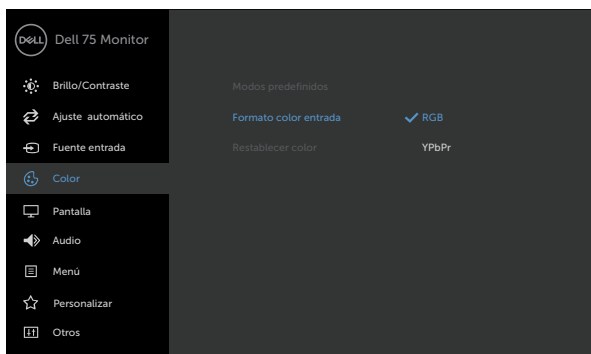 DELL Dell 75 Monitor
Brillo/Contraste
Modos predefinidos
Ajuste automático
Formato color entrada
RGB
Fuente entrada
Restablecer color
YPbPr
Color
Pantalla
Audio
Menú
Personalizar
Otros